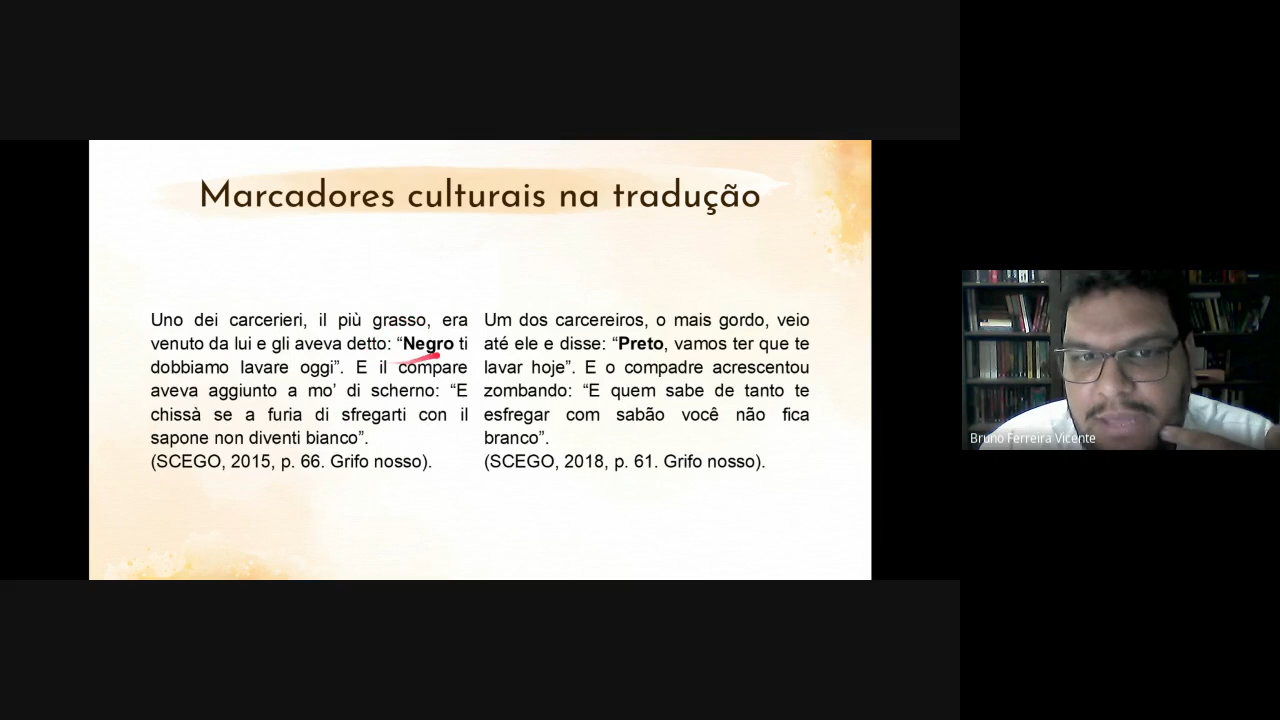 Marcadores culturais na tradução
Uno dei carcerieri, il più grasso, era
venuto da lui e gli aveva detto: “Negro ti
dobbiamo lavare oggi”. E il compare
aveva aggiunto a mo’ di scherno: “E
chissà se a furia di sfregarti con il
sapone non diventi bianco”.
(SCEGO, 2015, p. 66. Grifo nosso).
Um dos carcereiros, o mais gordo, veio
até ele e disse: “Preto, vamos ter que te
lavar hoje”. E o compadre acrescentou
zombando: “E quem sabe de tanto te
esfregar com sabão você não fica
branco”.
(SCEGO, 2018, p. 61. Grifo nosso).
Bruno Ferreira Vicente